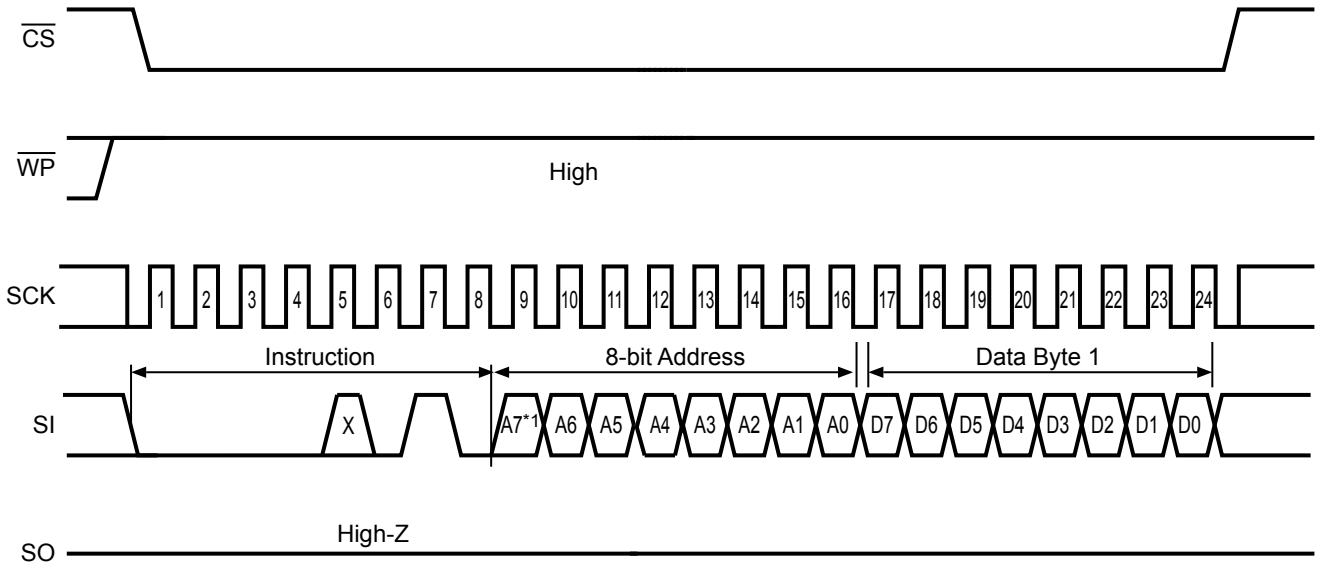 CS
WP
High
SCK
1 2 3 4 5 6 7 8 9 10 11 12 13 14 15 16 17 18 19 20 21 22 23 24
Instruction 8-bit Address Data Byte 1
SI
X A7*1 A6 A5 A4 A3 A2 A1 A0 D7 D6 D5 D4 D3 D2 D1 D0
High-Z
SO